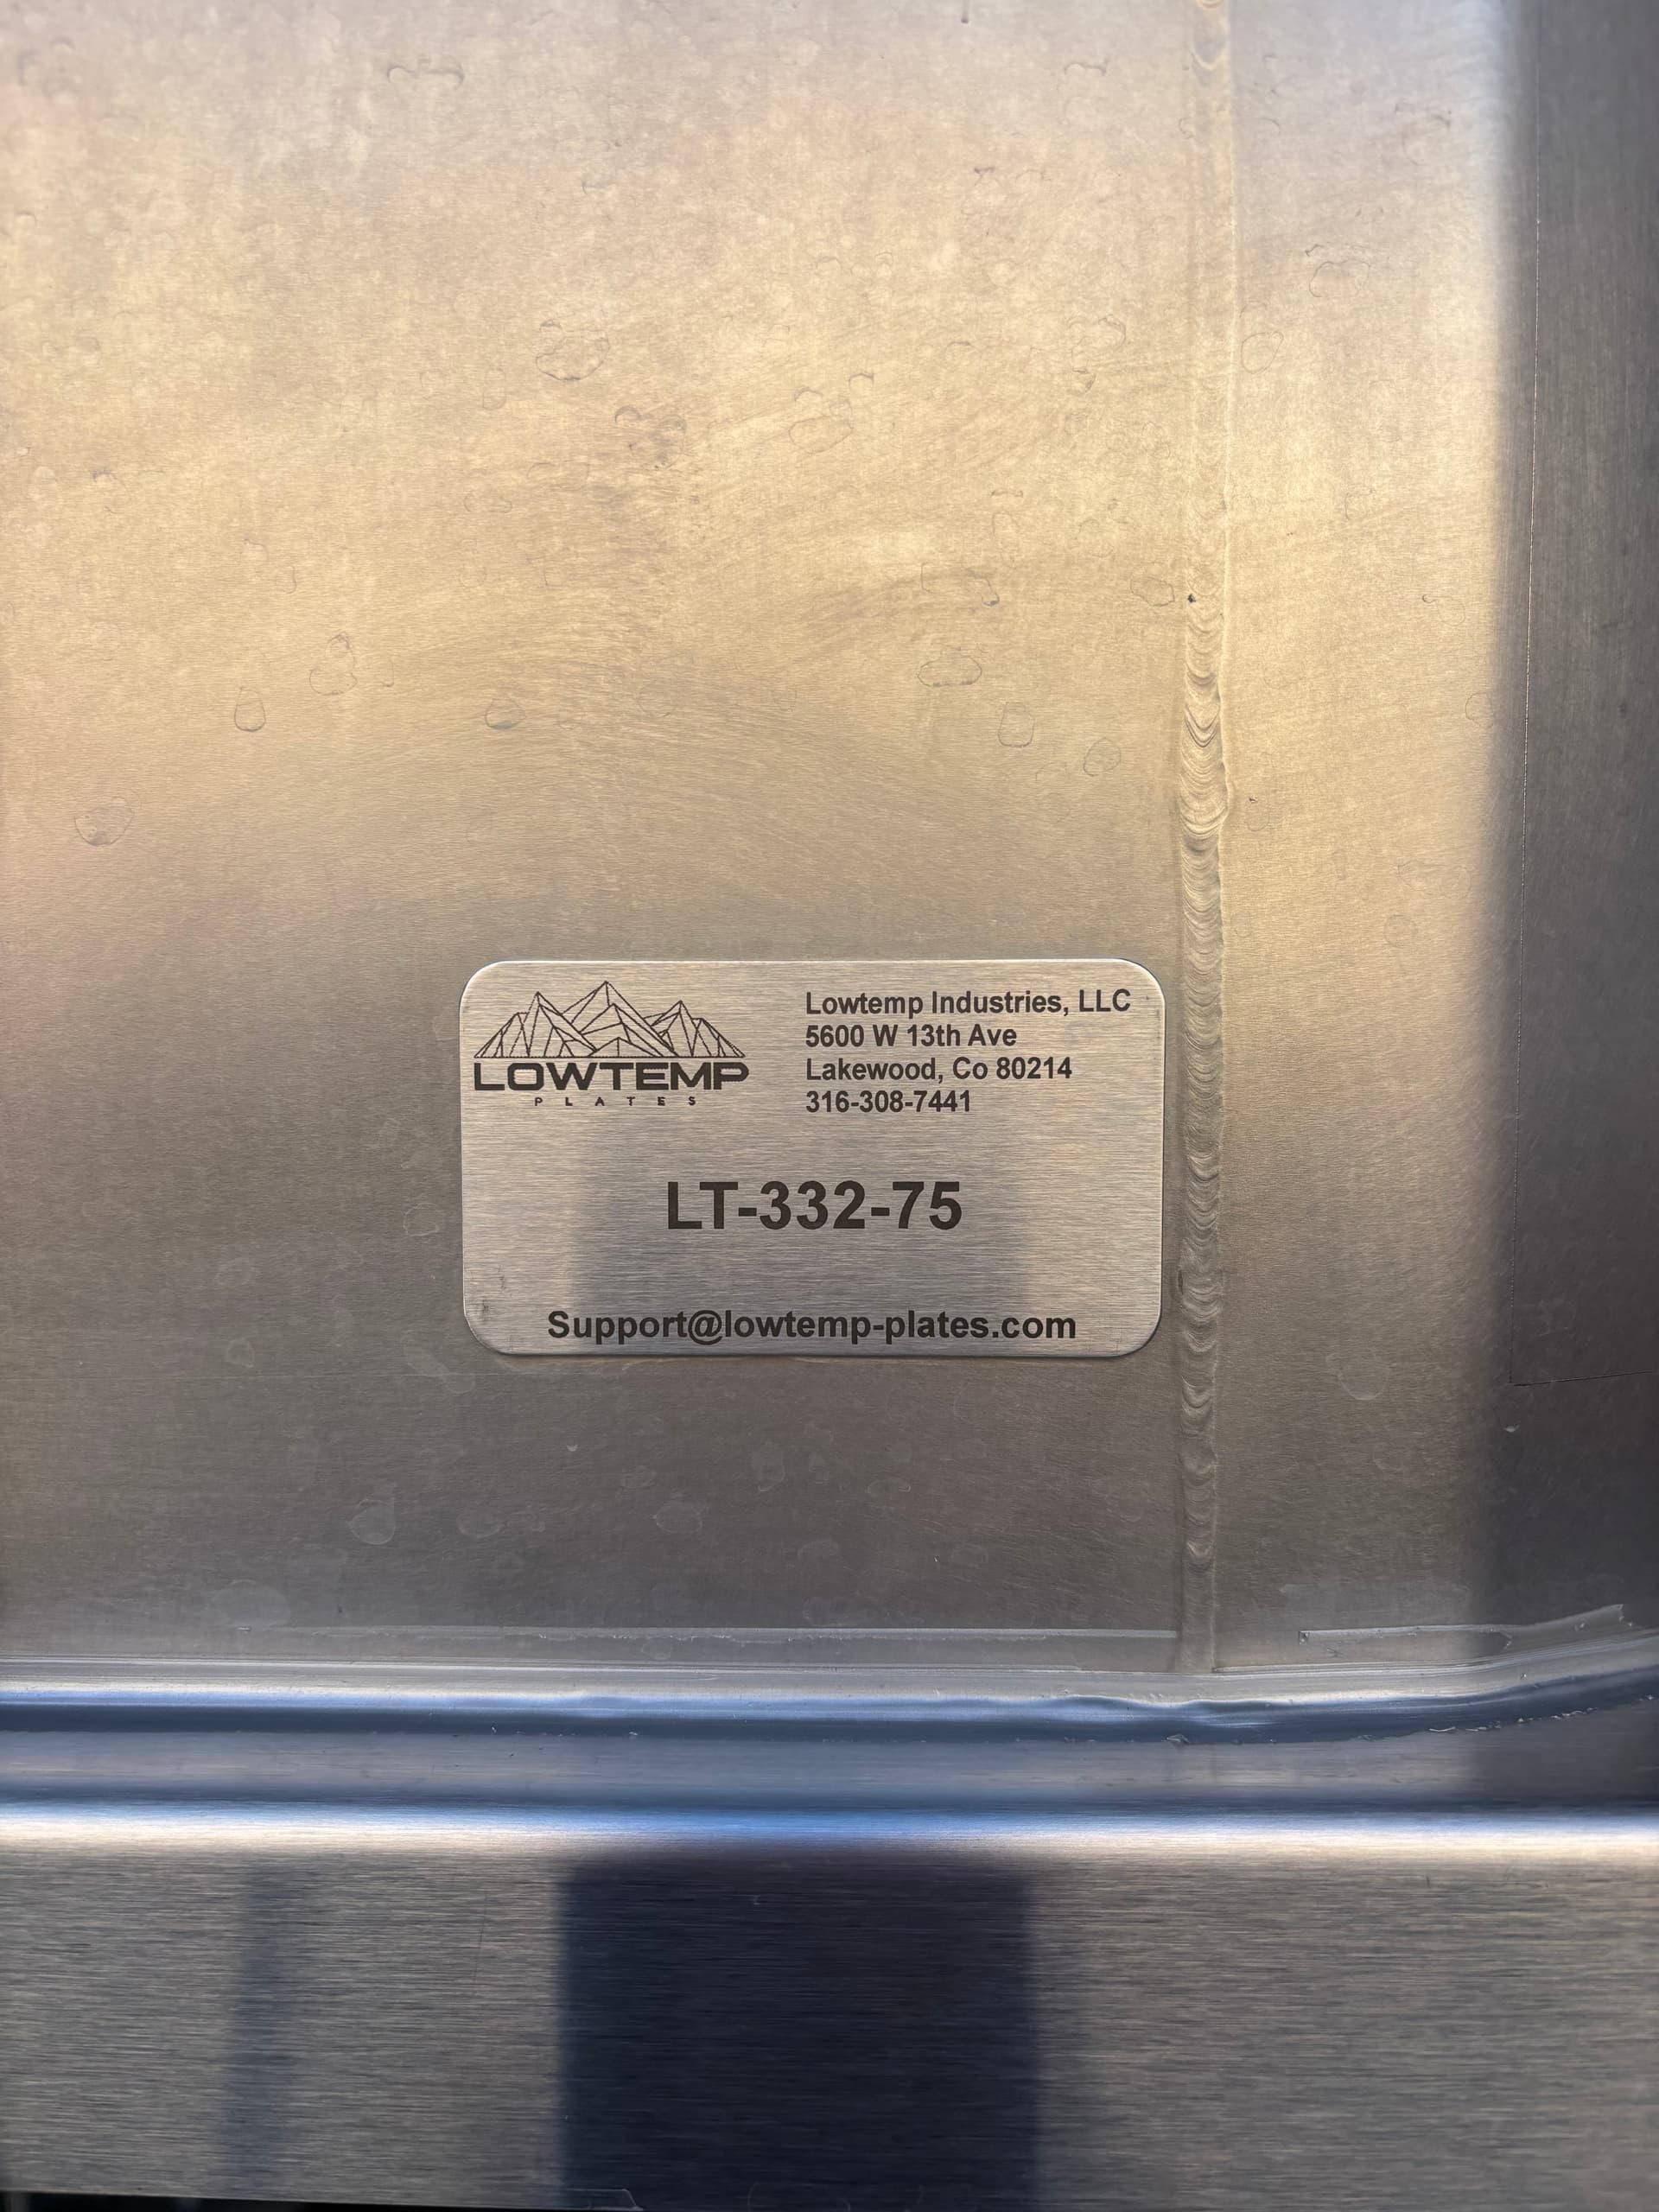 LOWTEMP
PLATES
Lowtemp Industries, LLC
5600 W 13th Ave
Lakewood, Co 80214
316-308-7441
LT-332-75
Support@lowtemp-plates.com